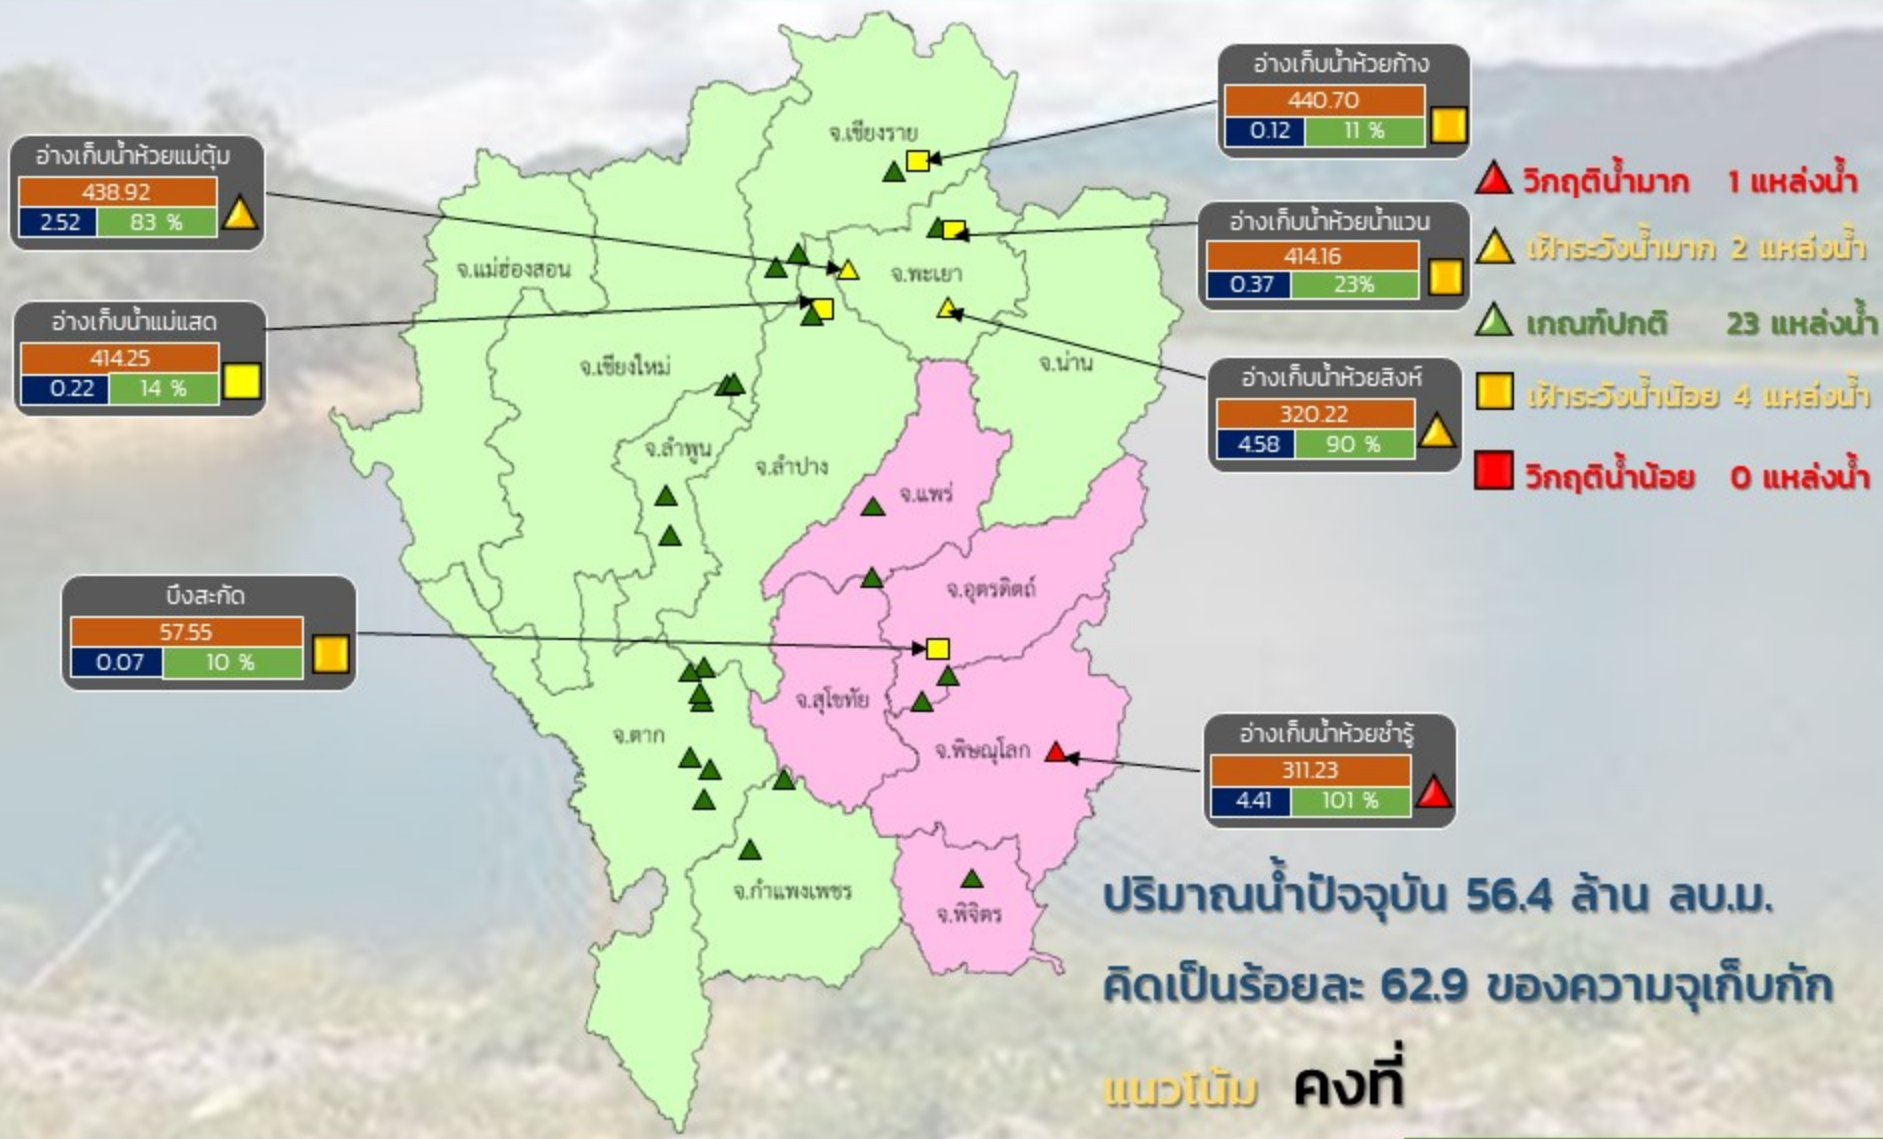 อ่างเก็บน้ำห้วยก้าง
440.70
0.12 11 %
อ่างเก็บน้ำห้วยแม่ตุ้ม
438.92
2.52 83 %
จ.เชียงราย
วิกฤติน้ำมาก 1 แหล่งน้ำ
อ่างเก็บน้ำห้วยน้ำแวน
414.16
0.37 23%
เฝ้าระวังน้ำมาก 2 แหล่งน้ำ
จ.แม่ฮ่องสอน
จ.พะเยา
อ่างเก็บน้ำแม่แสด
414.25
0.22 14 %
เกณฑ์ปกติ 23 แหล่งน้ำ
จ.เชียงใหม่
จ.น่าน
อ่างเก็บน้ำห้วยสิงห์
320.22
4.58 90 %
เฝ้าระวังน้ำน้อย 4 แหล่งน้ำ
จ.ลำพูน
จ.ลำปาง
จ.แพร่
วิกฤติน้ำน้อย 0 แหล่งน้ำ
บึงสะกัด
57.55
0.07 10 %
จ.อุตรดิตถ์
จ.สุโขทัย
จ.ตาก
จ.พิษณุโลก
อ่างเก็บน้ำห้วยซำรู้
311.23
4.41 101 %
จ.กำแพงเพชร
จ.พิจิตร
ปริมาณน้ำปัจจุบัน 56.4 ล้าน ลบ.ม.
คิดเป็นร้อยละ 62.9 ของความจุเก็บกัก
แนวโน้ม คงที่